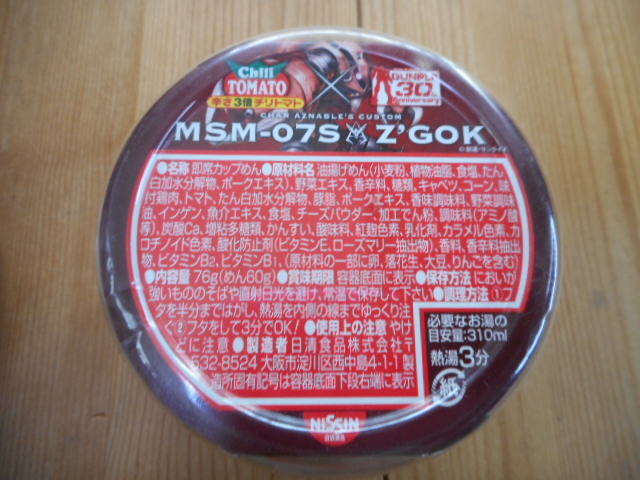 Chili
TOMATO
辛さ3倍チリトマト
×
GUNPLA
30th
Anniversary
CHAR AZNABLE'S CUSTOM
MSM-07S Z'GOK
©創通・サンライズ
●名称 即席カップめん●原材料名 油揚げめん(小麦粉、植物油脂、食塩、たん
白加水分解物、ポークエキス)、野菜エキス、香辛料、糖類、キャベツ、コーン、味
付鶏肉、トマト、たん白加水分解物、豚脂、ポークエキス、香味調味料、野菜調味
油、インゲン、魚介エキス、食塩、チーズパウダー、加工でん粉、調味料(アミノ酸
等)、炭酸Ca、増粘多糖類、かんすい、酸味料、紅麹色素、乳化剤、カラメル色素、カ
ロチノイド色素、酸化防止剤(ビタミンE、ローズマリー抽出物)、香料、香辛料抽出
物、ビタミンB2、ビタミンB1、(原材料の一部に卵、落花生、大豆、りんごを含む)
●内容量 76g(めん60g)●賞味期限 容器底面に表示●保存方法 においが
強いもののそばや直射日光を避け、常温で保存して下さい●調理方法 ①フ
タを半分まではがし、熱湯を内側の線までゆっくり注
ぐ②フタをして3分でOK!●使用上の注意 やけ
どに注意 ●製造者 日清食品株式会社 〒
532-8524 大阪市淀川区西中島4-1-1 製
造所固有記号は容器底面下段右端に表示
必要なお湯の
目安量:310ml
熱湯3分
紙
NISSIN
日清食品